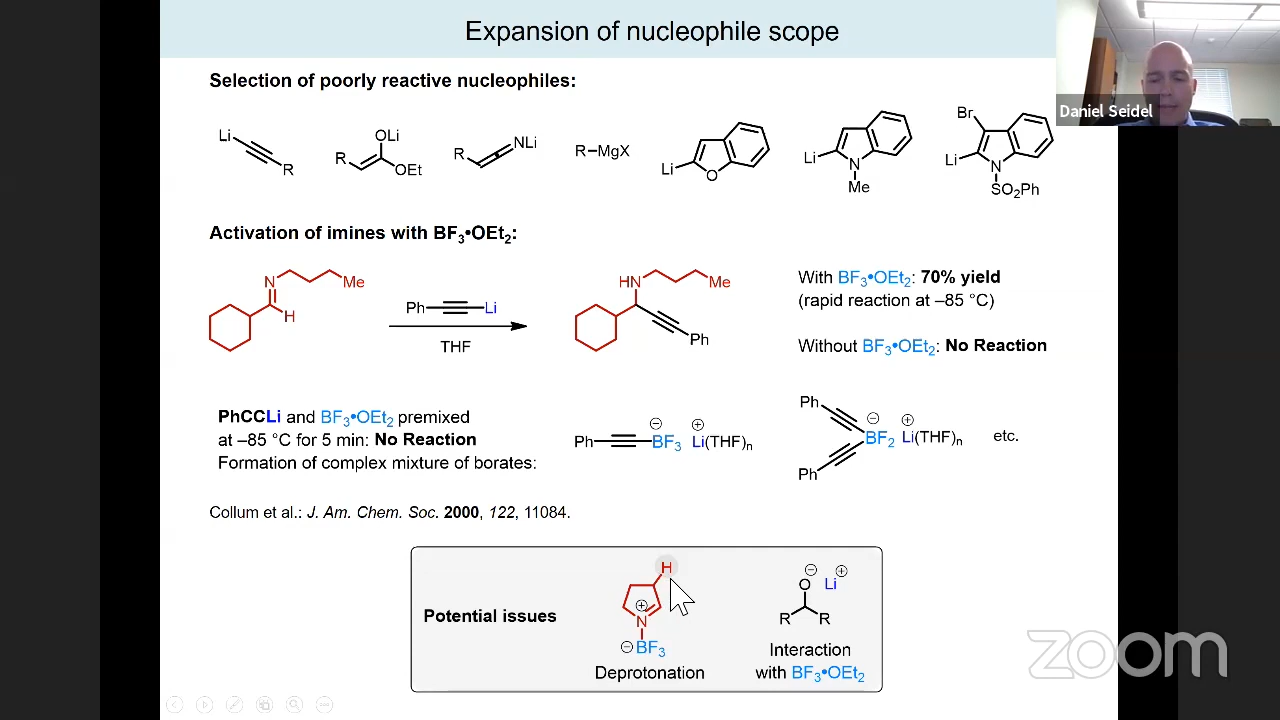 Expansion of nucleophile scope
Daniel Seidel
Selection of poorly reactive nucleophiles:
Li
R
R
OLi
OEt
R
NLi
R–MgX
Li
O
Li
N
Me
Br
Li
N
SO2Ph
Activation of imines with BF3•OEt2:
N
Me
H
Ph
Li
THF
HN
Me
Ph
With BF3•OEt2: 70% yield
(rapid reaction at –85 °C)
Without BF3•OEt2: No Reaction
PhCCLi and BF3•OEt2 premixed
at –85 °C for 5 min: No Reaction
Formation of complex mixture of borates:
Ph
⊖
BF3
⊕
Li(THF)n
Ph
Ph
⊖
BF2
⊕
Li(THF)n
etc.
Collum et al.: J. Am. Chem. Soc. 2000, 122, 11084.
Potential issues
H
⊕
N
⊖BF3
Deprotonation
⊖
O
Li
⊕
R
R
Interaction
with BF3•OEt2
zoom